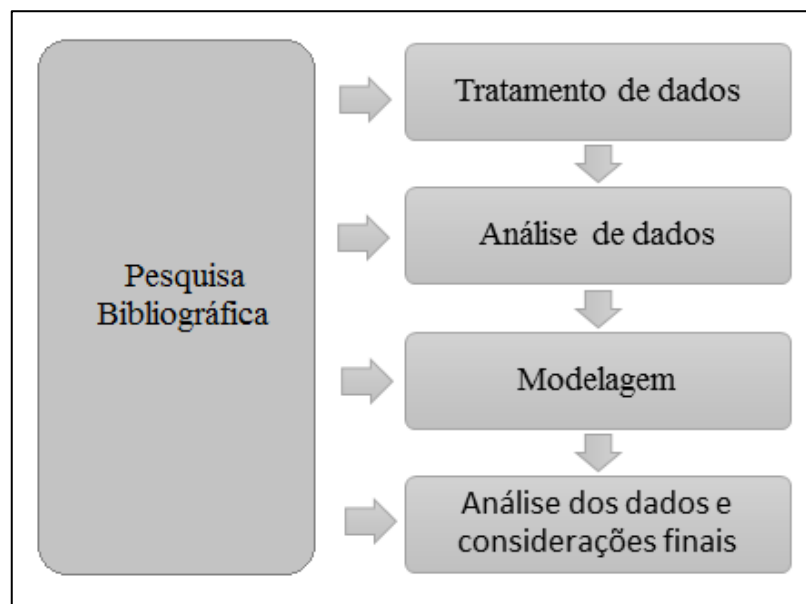 Pesquisa
Bibliográfica
Tratamento de dados
Análise de dados
Modelagem
Análise dos dados e
considerações finais